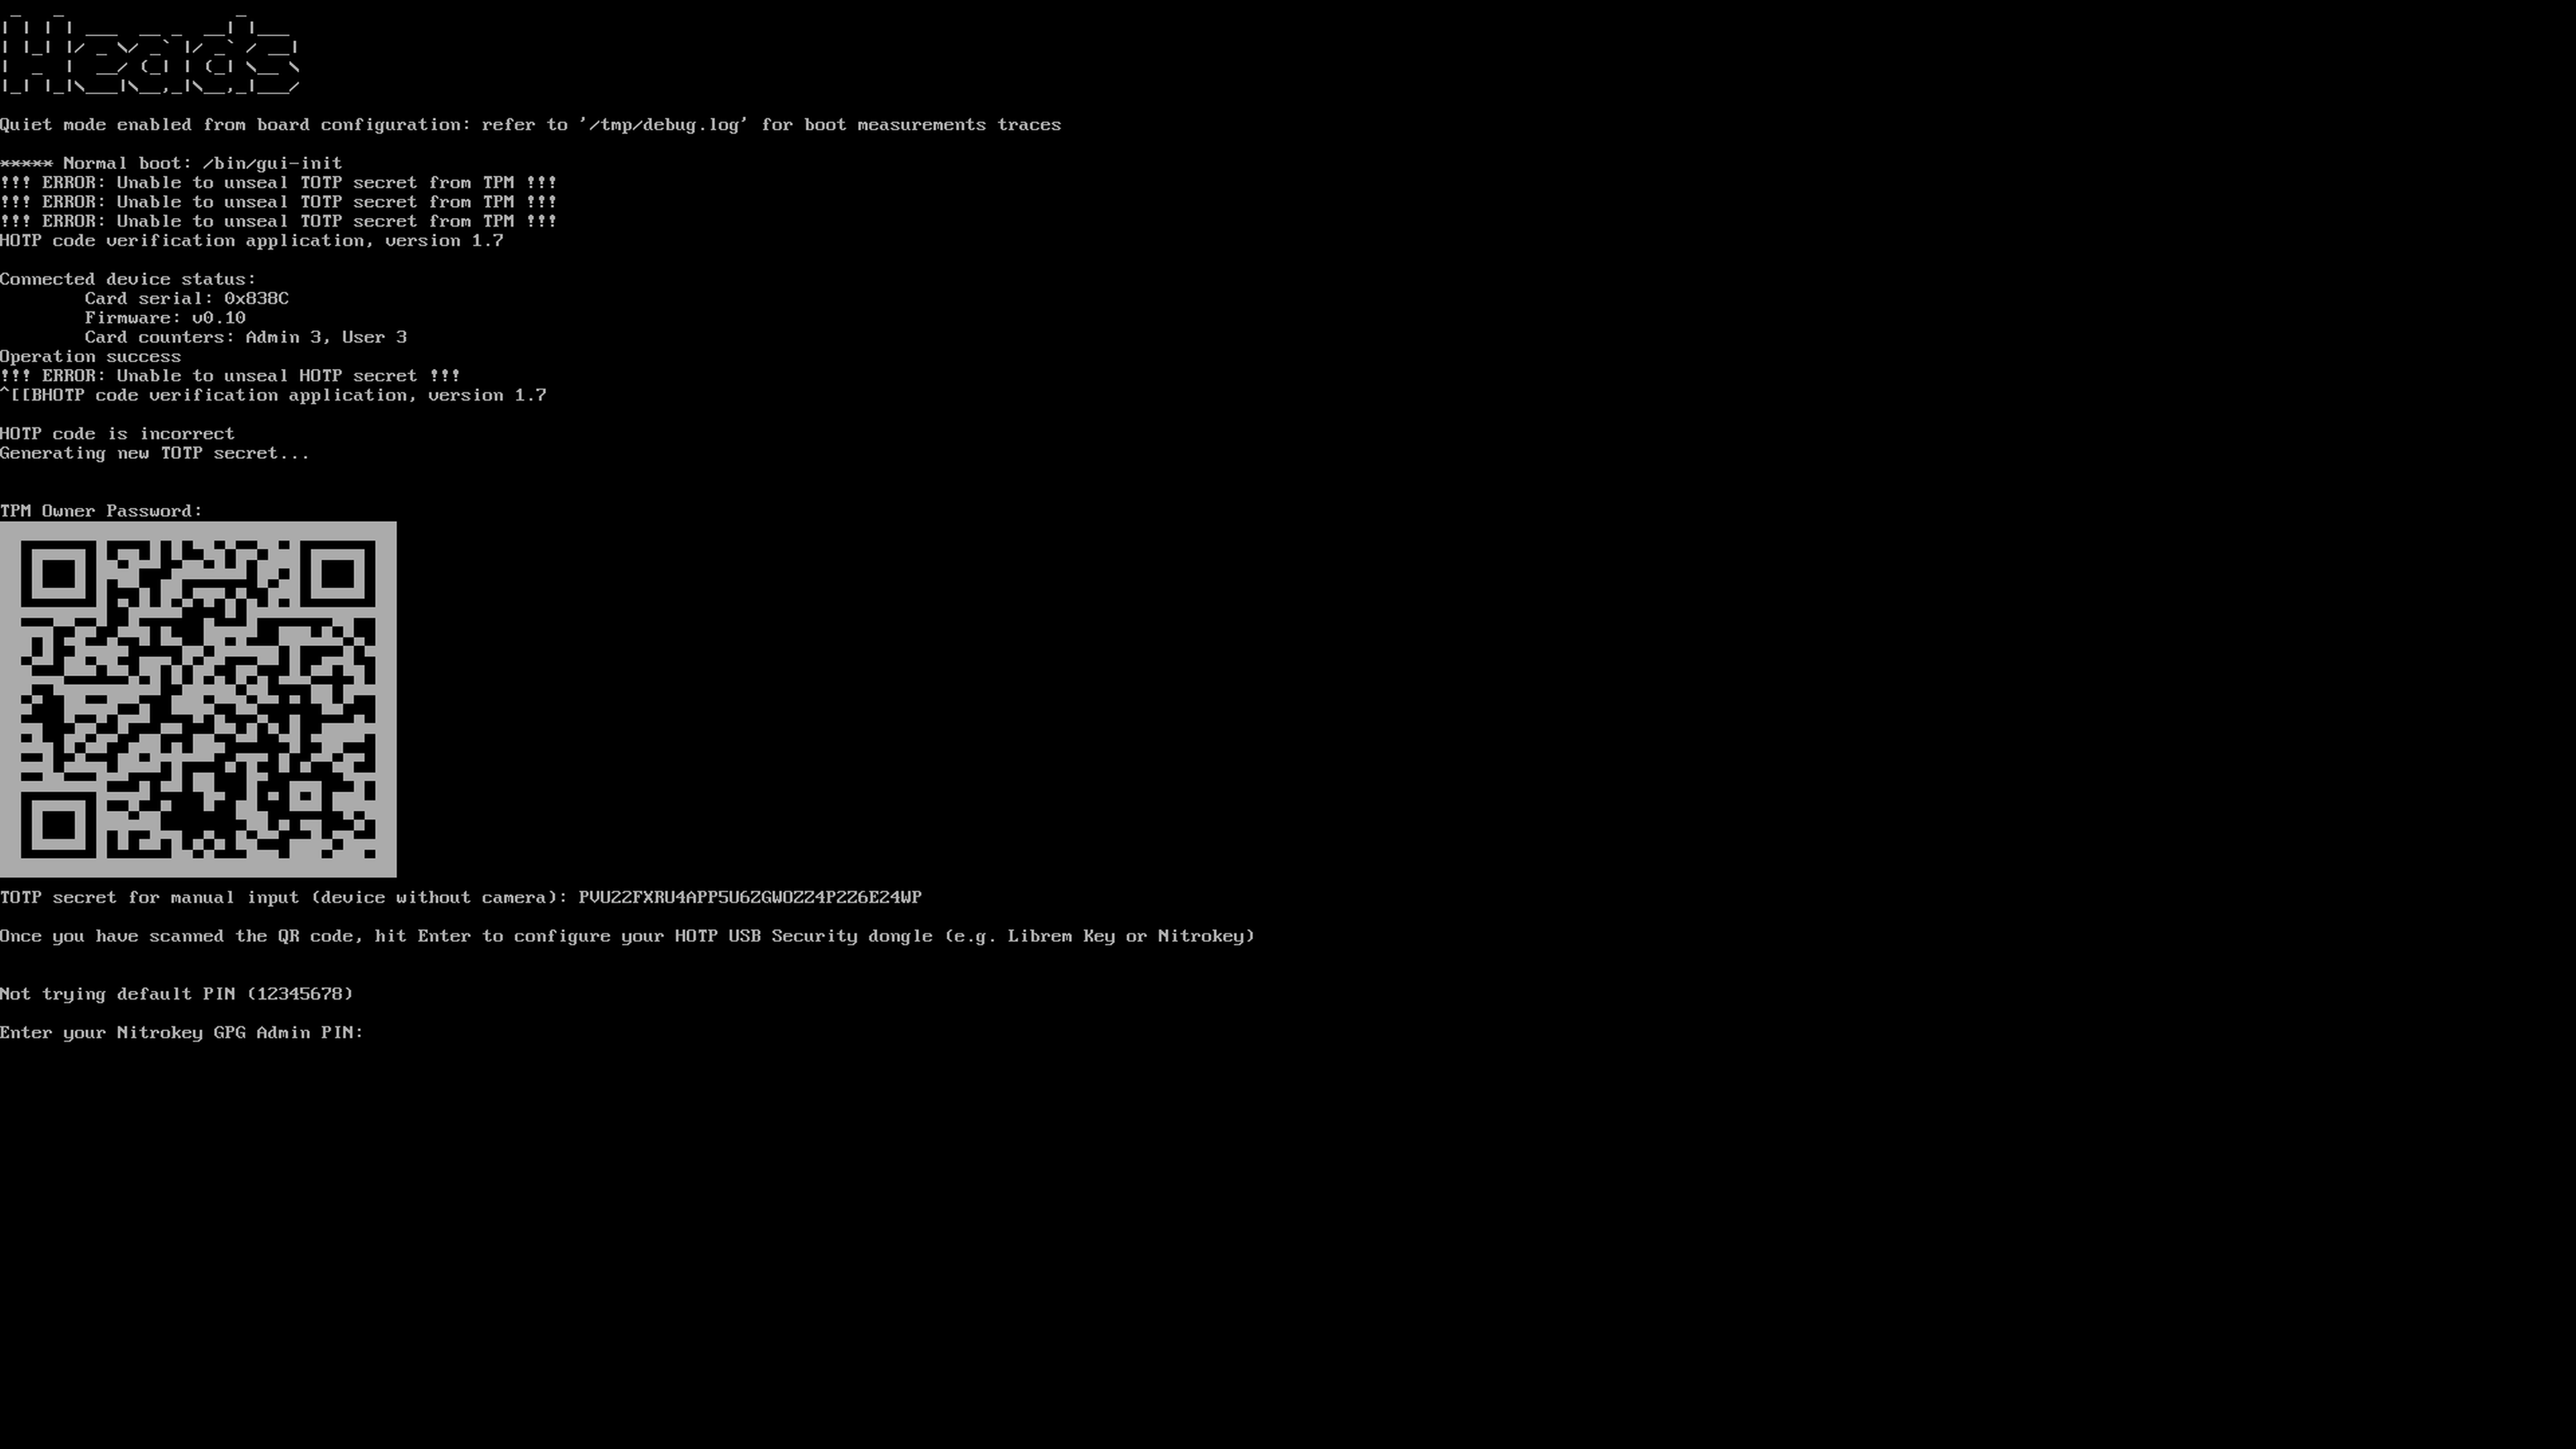 Heads
Quiet mode enabled from board configuration: refer to '/tmp/debug.log' for boot measurements traces
***** Normal boot: /bin/gui-init
!!! ERROR: Unable to unseal TOTP secret from TPM !!!
!!! ERROR: Unable to unseal TOTP secret from TPM !!!
!!! ERROR: Unable to unseal TOTP secret from TPM !!!
HOTP code verification application, version 1.7
Connected device status:
Card serial: 0x838C
Firmware: v0.10
Card counters: Admin 3, User 3
Operation success
!!! ERROR: Unable to unseal HOTP secret !!!
^[[BHOTP code verification application, version 1.7
HOTP code is incorrect
Generating new TOTP secret...
TPM Owner Password:
TOTP secret for manual input (device without camera): PVU22FXRU4APP5U6ZGWOZZ4P2Z6E24WP
Once you have scanned the QR code, hit Enter to configure your HOTP USB Security dongle (e.g. Librem Key or Nitrokey)
Not trying default PIN (12345678)
Enter your Nitrokey GPG Admin PIN: